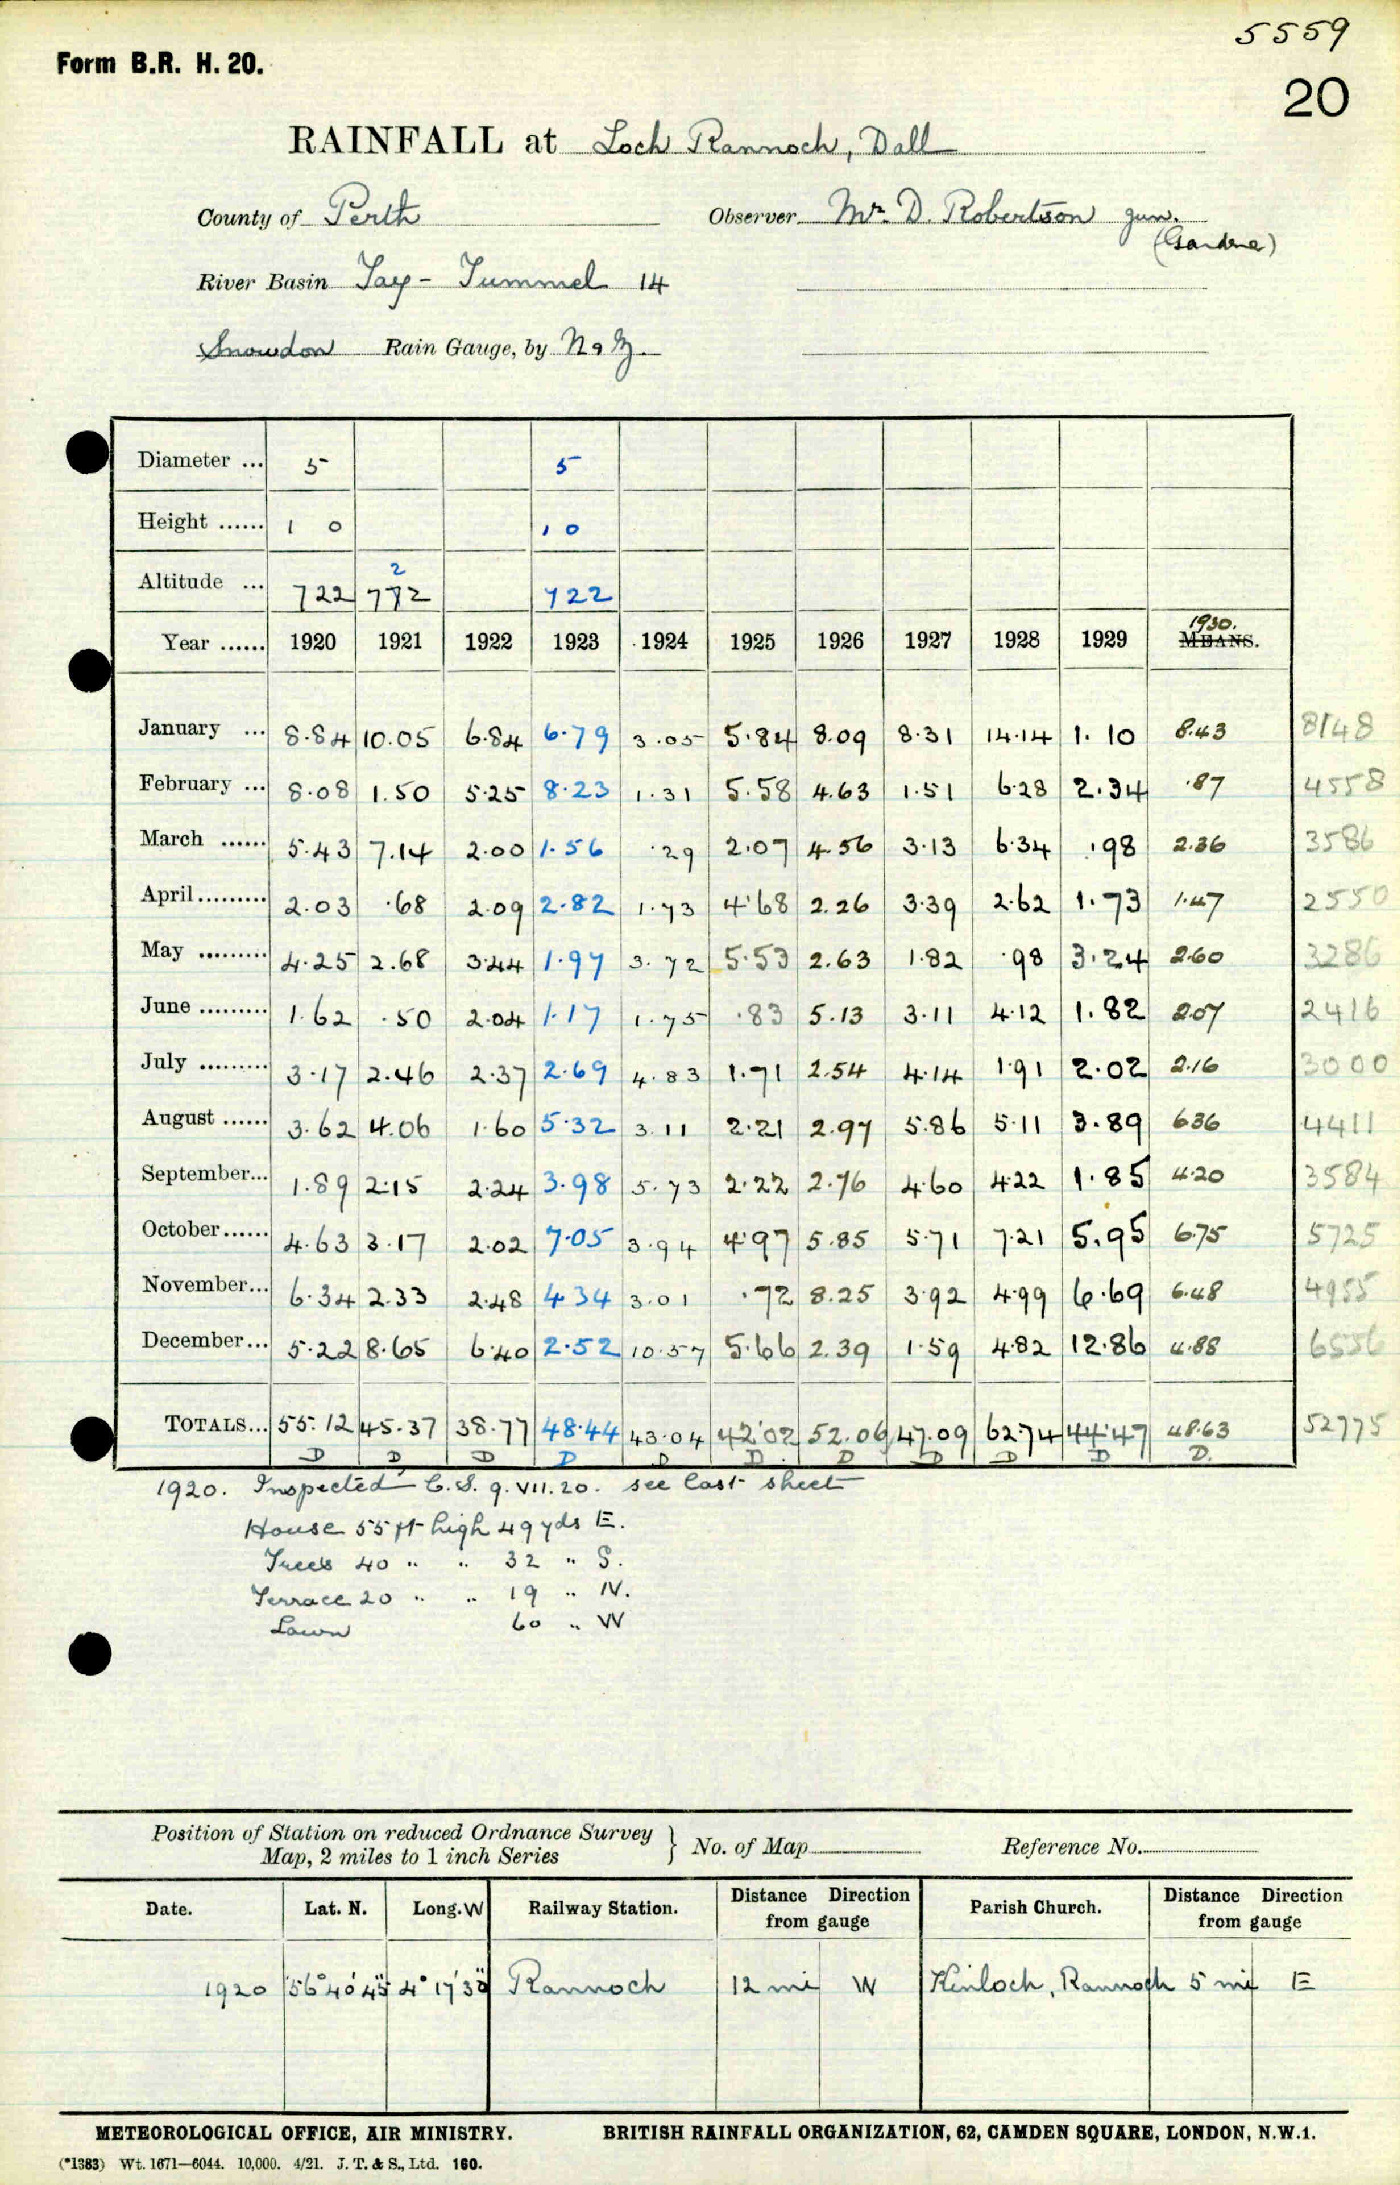 5559
Form B.R. H. 20.
20
RAINFALL at Loch Rannoch, Dall
County of Perth Observer Mr. D. Robertson jun.
River Basin Tay - Tummel 14
Snowdon Rain Gauge, by N & Z.
Diameter ... 5 5
Height ...... 1 0 1 0
2
Altitude ... 722 772 722
1930.
Year ...... 1920 1921 1922 1923 1924 1925 1926 1927 1928 1929 MEANS.
January ... 8.84 10.05 6.84 6.79 3.05 5.84 8.09 8.31 14.14 1.10 8.43 8148
February ... 8.08 1.50 5.25 8.23 1.31 5.58 4.63 1.51 6.28 2.34 .87 4558
March ...... 5.43 7.14 2.00 1.56 .29 2.07 4.56 3.13 6.34 .98 2.36 3586
April ......... 2.03 .68 2.09 2.82 1.73 4.68 2.26 3.39 2.62 1.73 1.47 2550
May ......... 4.25 2.68 3.44 1.97 3.72 5.53 2.63 1.82 .98 3.24 2.60 3286
June ......... 1.62 .50 2.04 1.17 1.75 .83 5.13 3.11 4.12 1.82 2.07 2416
July ......... 3.17 2.46 2.37 2.69 4.83 1.71 2.54 4.14 1.91 2.02 2.16 3000
August ...... 3.62 4.06 1.60 5.32 3.11 2.21 2.97 5.86 5.11 3.89 6.36 4411
September... 1.89 2.15 2.24 3.98 5.73 2.22 2.76 4.60 4.22 1.85 4.20 3584
October...... 4.63 3.17 2.02 7.05 3.94 4.97 5.85 5.71 7.21 5.95 6.75 5725
November... 6.34 2.33 2.48 4.34 3.01 .72 8.25 3.92 4.99 6.69 6.48 4955
December... 5.22 8.65 6.40 2.52 10.57 5.66 2.39 1.59 4.82 12.86 4.88 6556
TOTALS... 55.12 45.37 38.77 48.44 43.04 42.02 52.06 47.09 62.74 44.47 48.63 52775
D D D D D D D D D D D.
1920. Inspected C.S. 9.VII.20. see last sheet
House 55 ft high 49 yds E.
Trees 40 " " 32 " S.
Terrace 20 " " 19 " N.
Lawn 60 " W
Position of Station on reduced Ordnance Survey
Map, 2 miles to 1 inch Series } No. of Map Reference No.
Date. Lat. N. Long. W Railway Station. Distance Direction from gauge Parish Church. Distance Direction from gauge
1920 56° 40' 45" 4° 17' 30" Rannoch 12 mi W Kinloch, Rannoch 5 mi E
METEOROLOGICAL OFFICE, AIR MINISTRY. BRITISH RAINFALL ORGANIZATION, 62, CAMDEN SQUARE, LONDON, N.W.1.
(*1383) Wt. 1671—6044. 10,000. 4/21. J. T. & S., Ltd. 160.